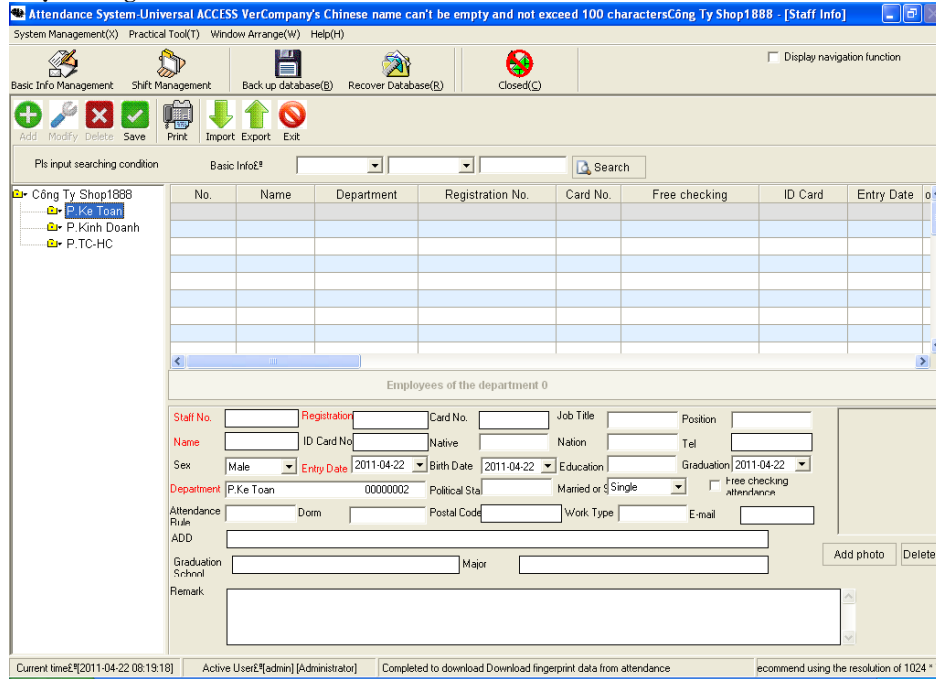 Attendance System-Universal ACCESS VerCompany's Chinese name can't be empty and not exceed 100 charactersCông Ty Shop1888 - [Staff Info]
System Management(X) Practical Tool(T) Window Arrange(W) Help(H)
Display navigation function
Basic Info Management Shift Management Back up database(B) Recover Database(R) Closed(C)
Add Modify Delete Save Print Import Export Exit
Pls input searching condition Basic Info£º Search
Công Ty Shop1888
P.Ke Toan
P.Kinh Doanh
P.TC-HC
No. Name Department Registration No. Card No. Free checking ID Card Entry Date
Employees of the department 0
Staff No. Registration Card No. Job Title Position
Name ID Card No Native Nation Tel
Sex Male Entry Date 2011-04-22 Birth Date 2011-04-22 Education Graduation 2011-04-22
Department P.Ke Toan 00000002 Political Sta Married or S Single Free checking attendance
Attendance Rule Dorm Postal Code Work Type E-mail
ADD
Graduation School Major
Add photo Delete
Remark
Current time£º[2011-04-22 08:19:18] Active User£º[admin] [Administrator] Completed to download Download fingerprint data from attendance ecommend using the resolution of 1024 *